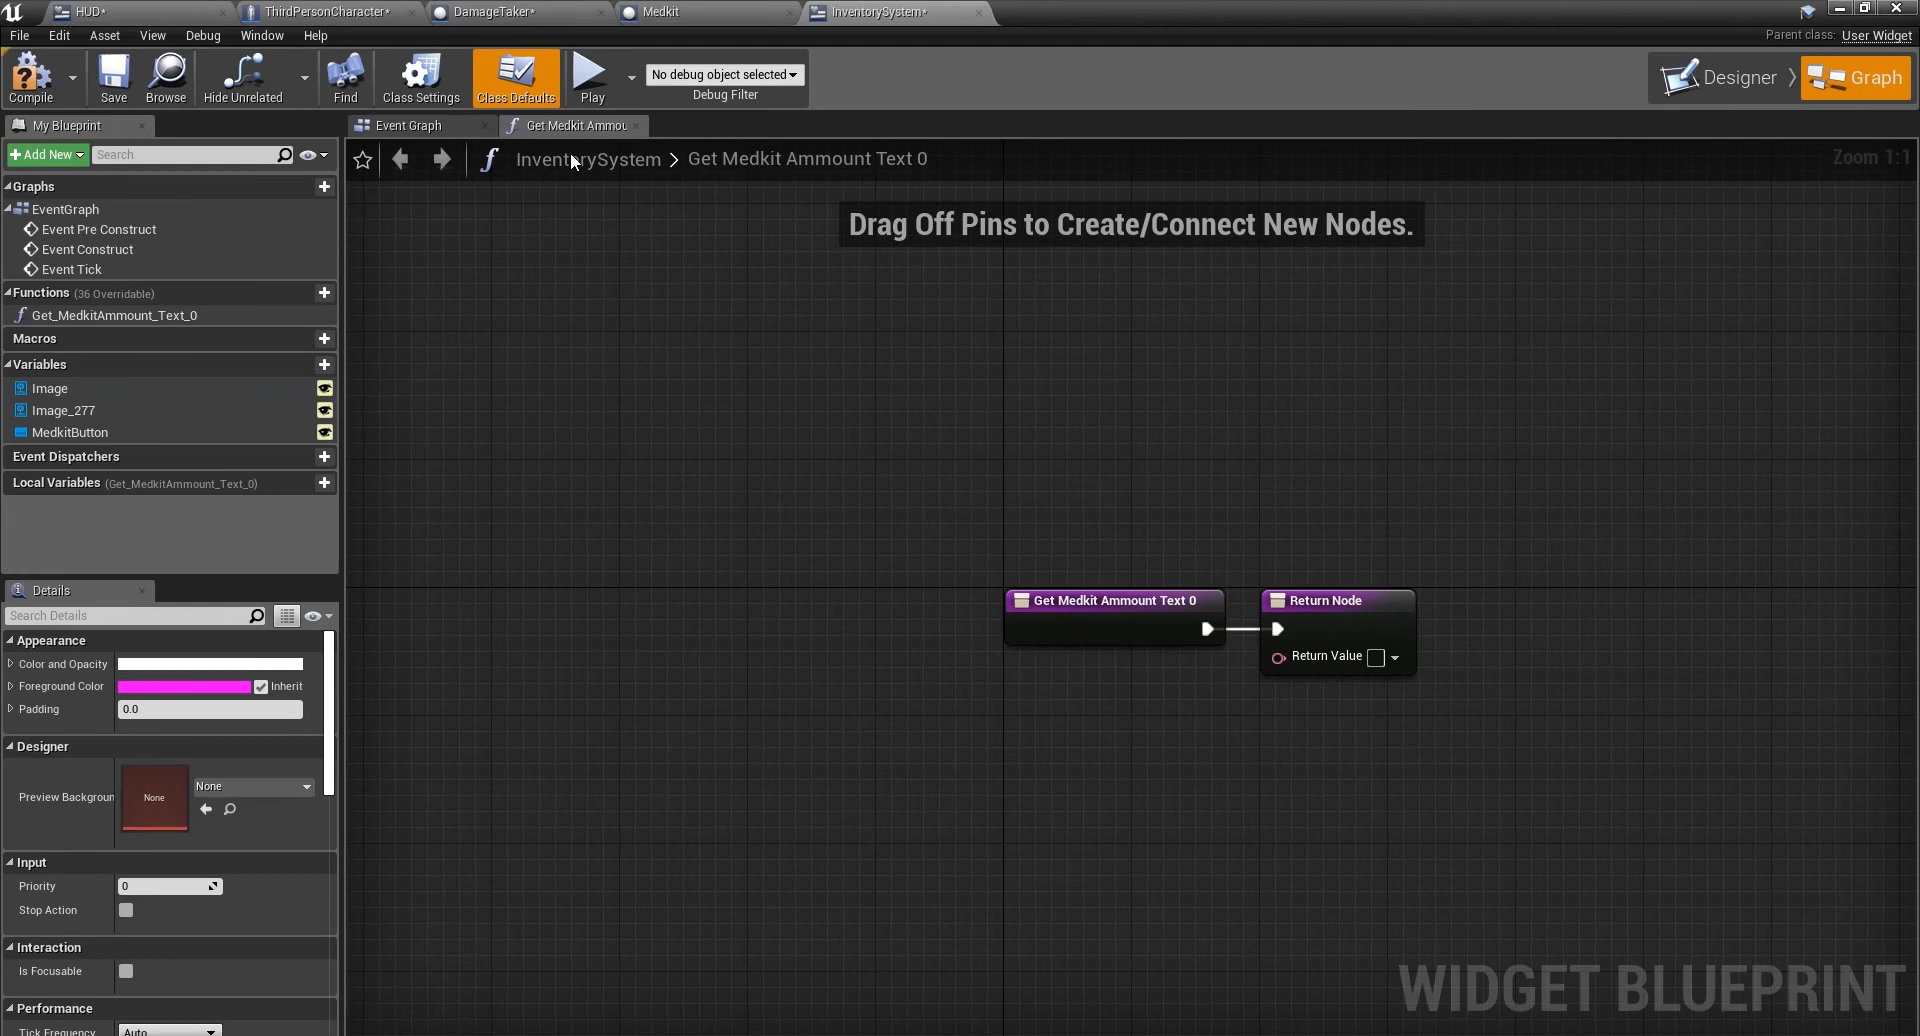 HUD*
ThirdPersonCharacter*
DamageTaker*
Medkit
InventorySystem*
File
Edit
Asset
View
Debug
Window
Help
Parent class: User Widget
Compile
Save
Browse
Hide Unrelated
Find
Class Settings
Class Defaults
Play
No debug object selected
Debug Filter
Designer
Graph
My Blueprint
Add New
Search
Graphs
EventGraph
Event Pre Construct
Event Construct
Event Tick
Functions (36 Overridable)
Get_MedkitAmmount_Text_0
Macros
Variables
Image
Image_277
MedkitButton
Event Dispatchers
Local Variables (Get_MedkitAmmount_Text_0)
Details
Search Details
Appearance
Color and Opacity
Foreground Color
Inherit
Padding
0.0
Designer
Preview Backgroun
None
None
Input
Priority
0
Stop Action
Interaction
Is Focusable
Performance
Tick Frequency
Auto
Event Graph
Get Medkit Ammou
InventorySystem > Get Medkit Ammount Text 0
Zoom 1:1
Drag Off Pins to Create/Connect New Nodes.
Get Medkit Ammount Text 0
Return Node
Return Value
WIDGET BLUEPRINT